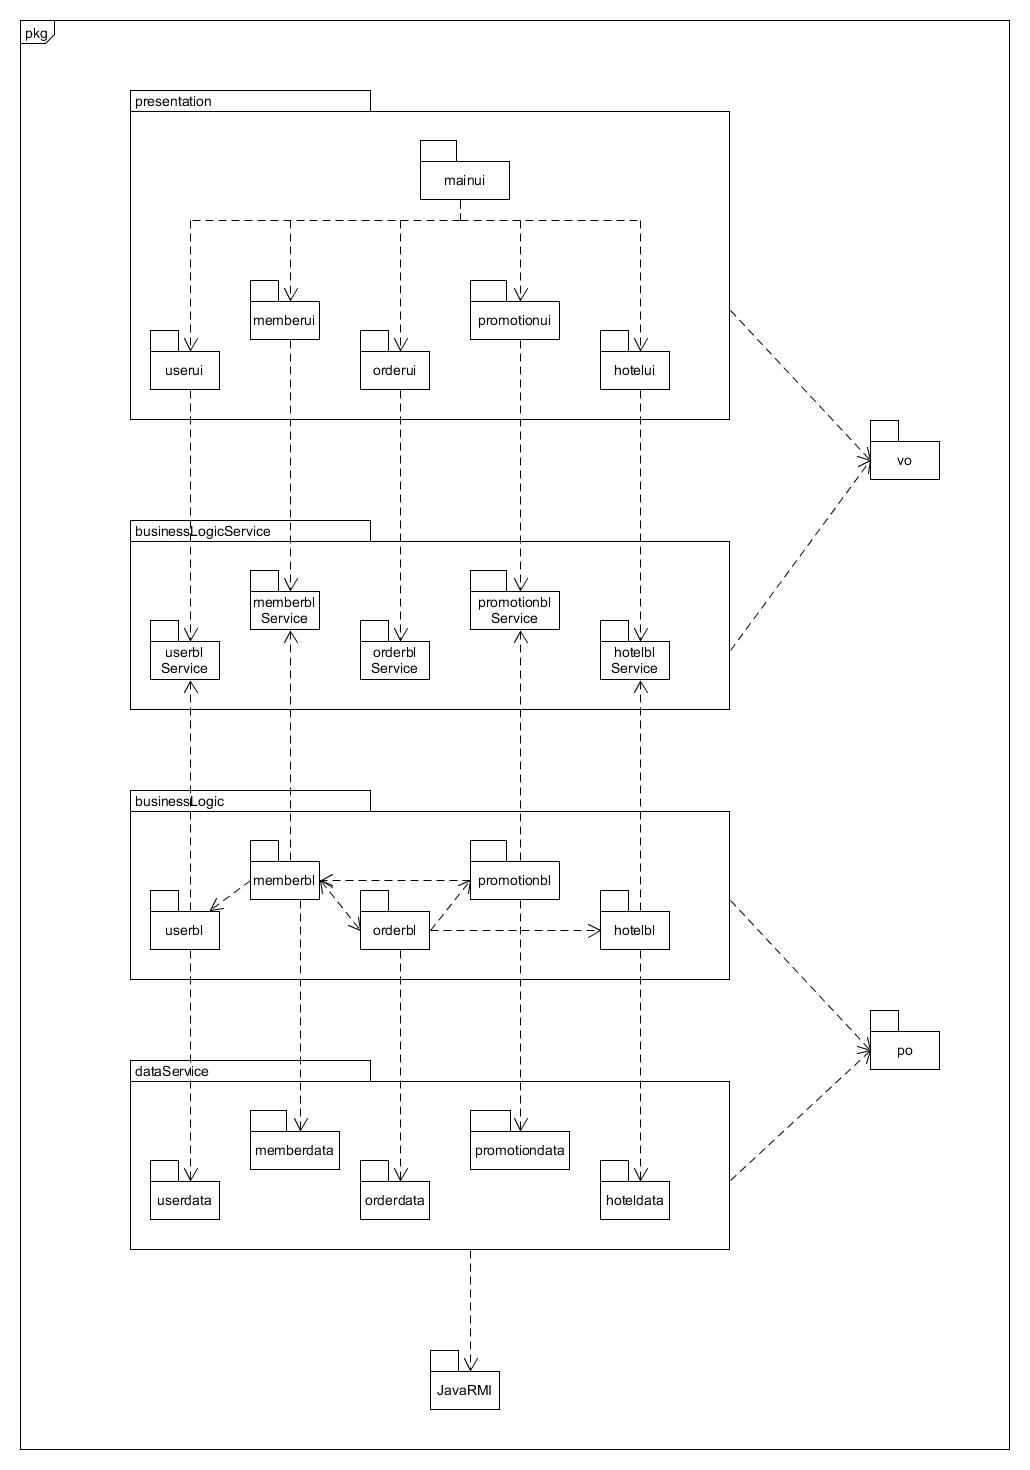 pkg
presentation
mainui
memberui
promotionui
userui
orderui
hotelui
vo
businessLogicService
memberbl
Service
promotionbl
Service
userbl
Service
orderbl
Service
hotelbl
Service
businessLogic
memberbl
promotionbl
userbl
orderbl
hotelbl
po
dataService
memberdata
promotiondata
userdata
orderdata
hoteldata
JavaRMI